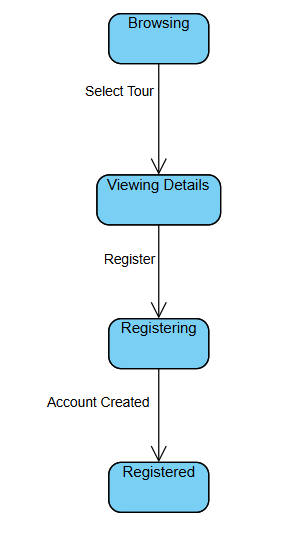 Browsing
Select Tour
Viewing Details
Register
Registering
Account Created
Registered